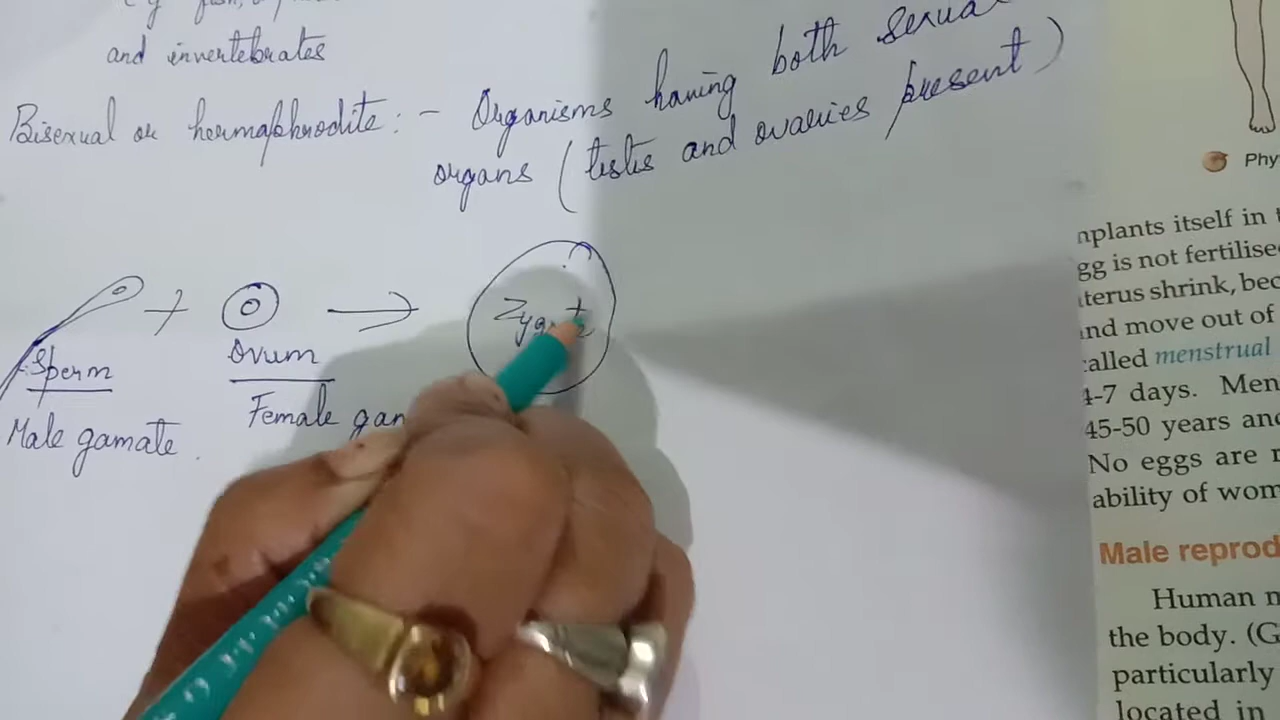 and invertebrates
Bisexual or hermaphrodite : - Organisms having both sexual
organs ( testis and ovaries present )
+
Sperm
Male gamate .
Ovum
Female gam
Zyg
Phy
nplants itself in
gg is not fertilise
terus shrink, bec
nd move out of
alled menstrual
4-7 days. Men
45-50 years and
No eggs are
ability of wom
Male reprod
Human
the body. (G
particularly
located in